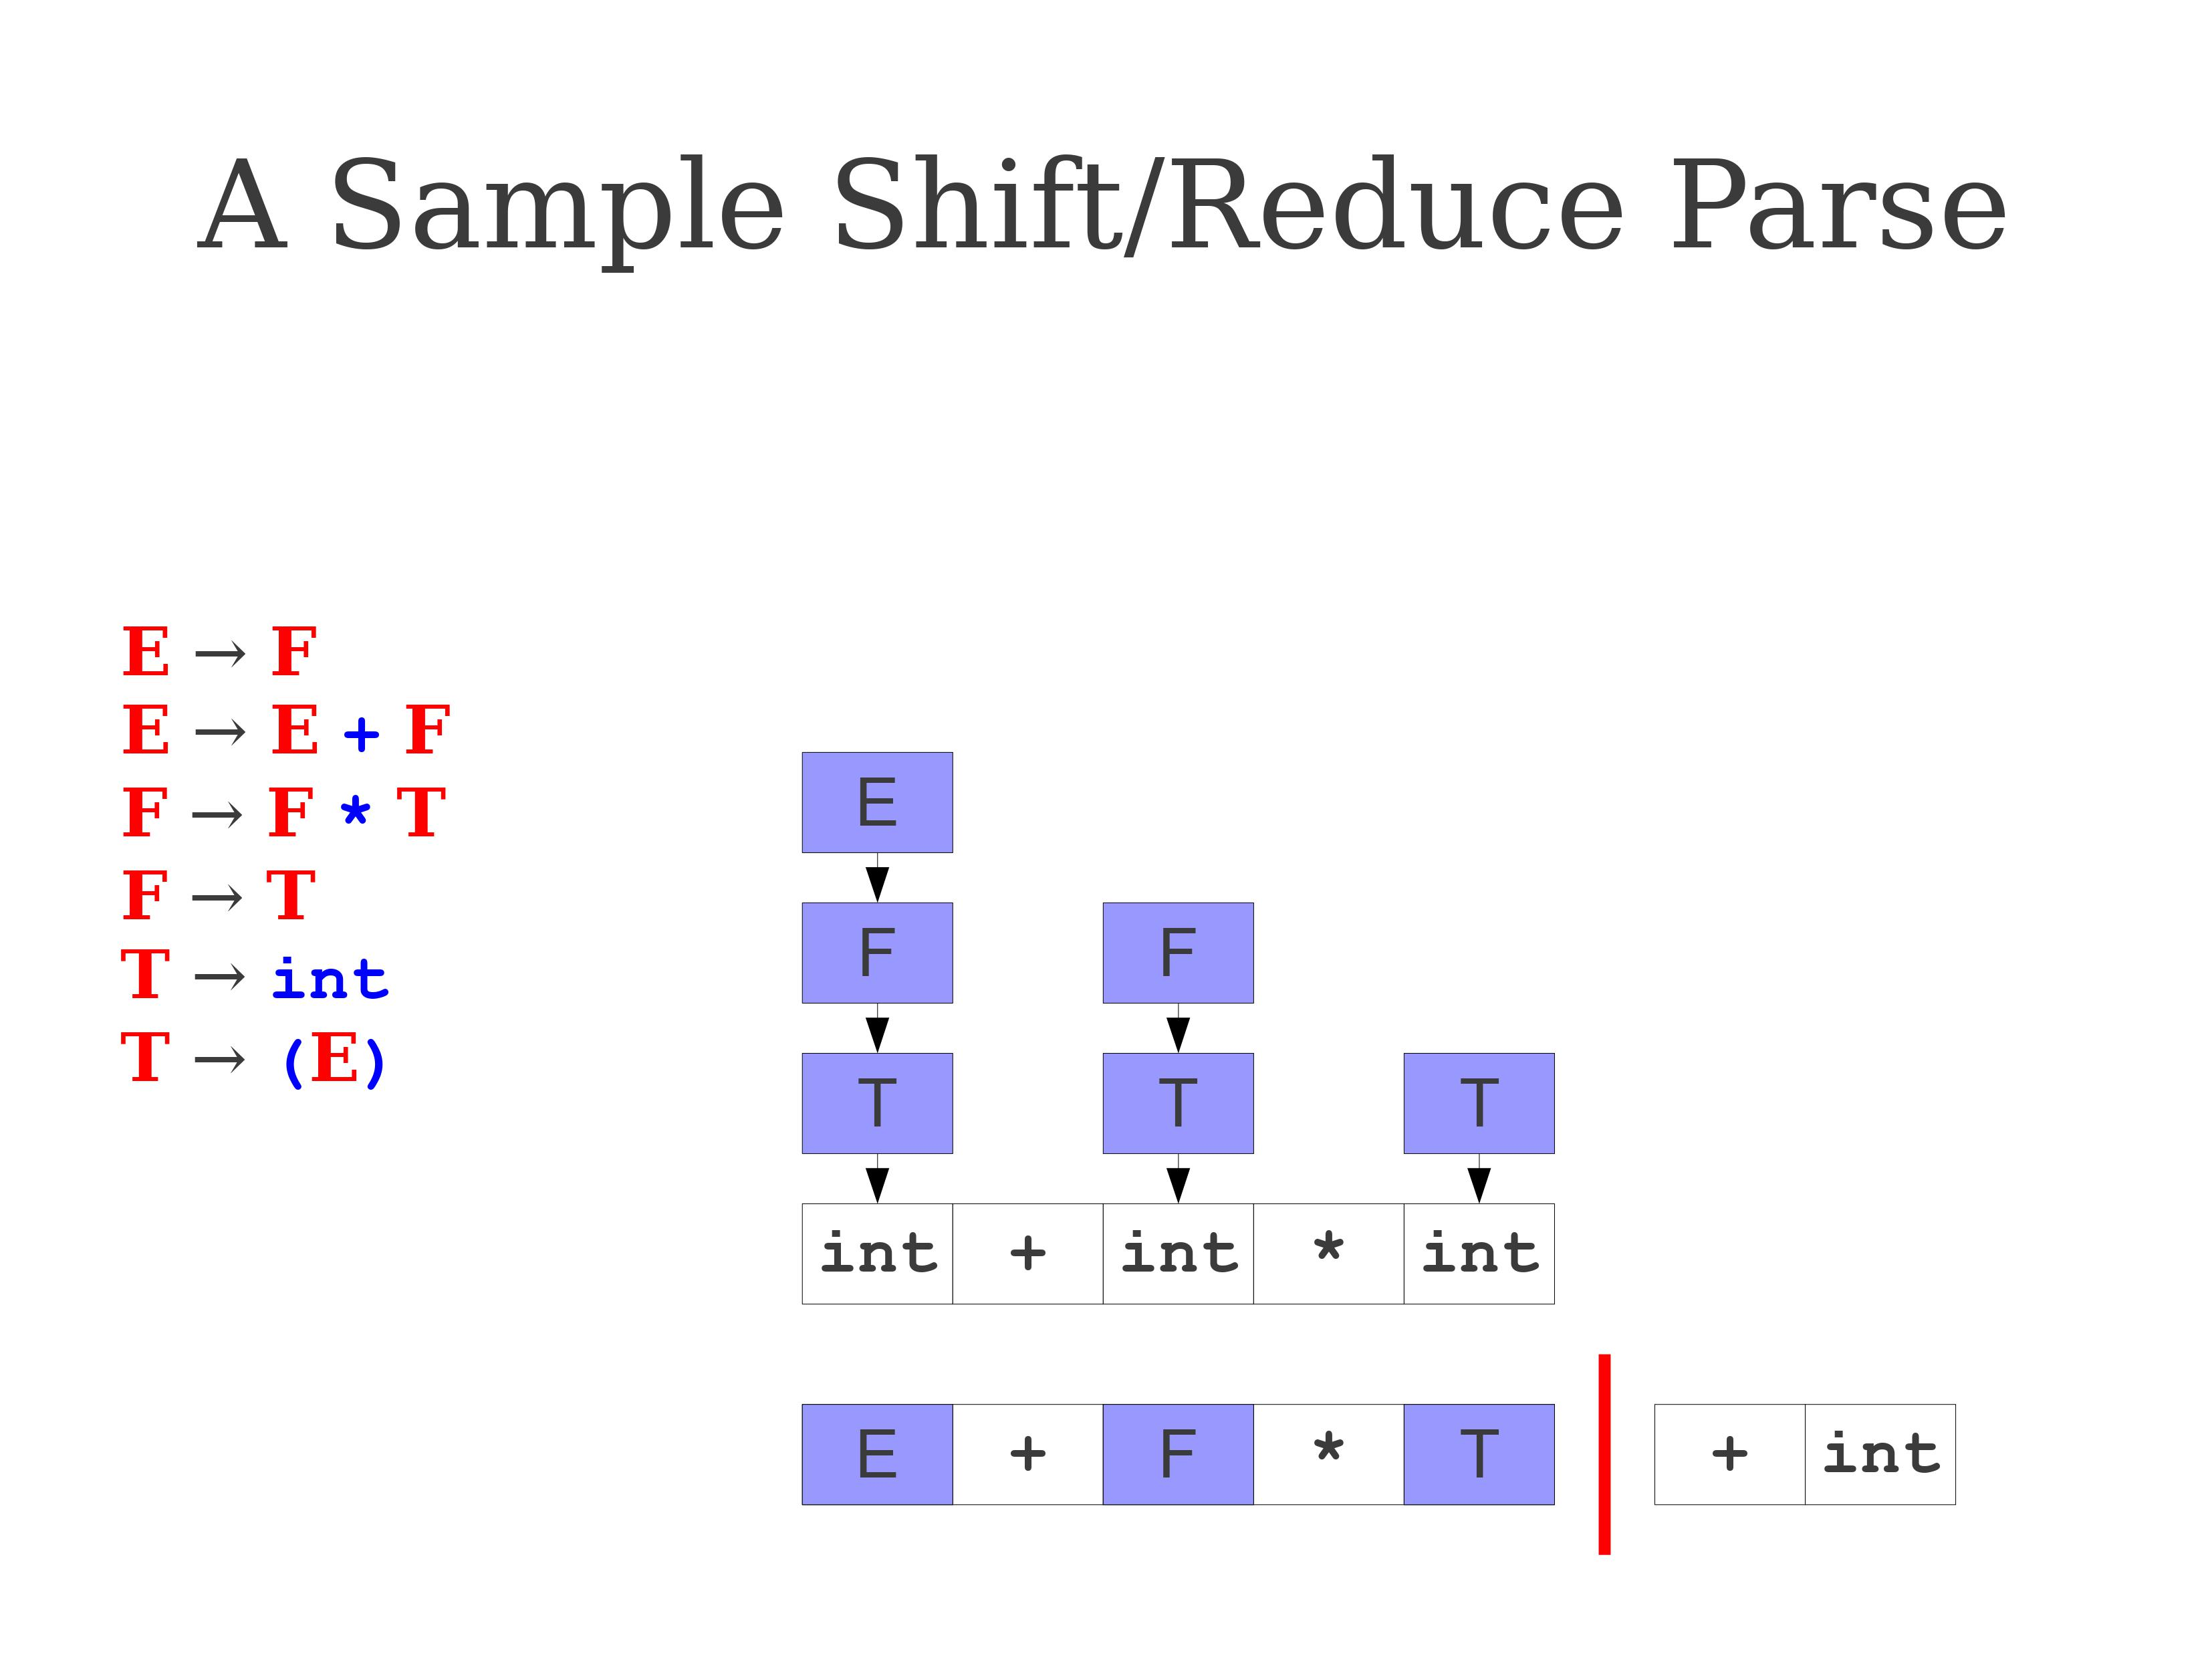 A Sample Shift/Reduce Parse
E → F
E → E + F
F → F * T
F → T
T → int
T → (E)
E
F F
T T T
int + int * int
E + F * T + int